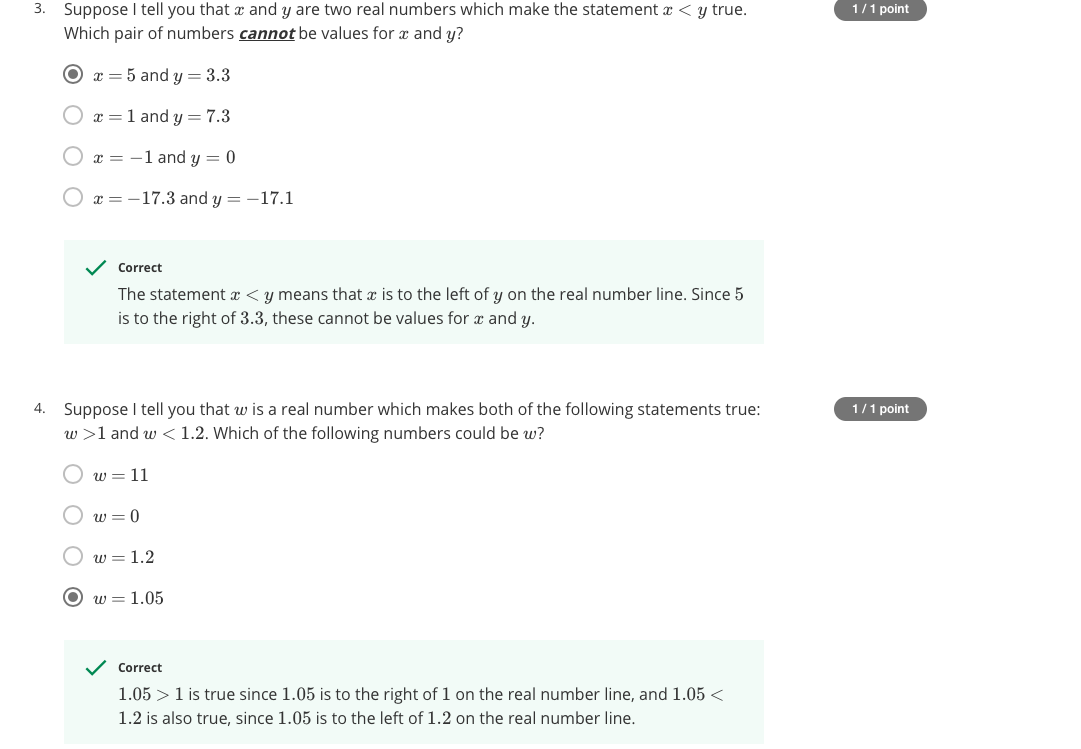 3. Suppose I tell you that x and y are two real numbers which make the statement x < y true. 1 / 1 point
Which pair of numbers cannot be values for x and y?
x = 5 and y = 3.3
x = 1 and y = 7.3
x = −1 and y = 0
x = −17.3 and y = −17.1
Correct
The statement x < y means that x is to the left of y on the real number line. Since 5
is to the right of 3.3, these cannot be values for x and y.
4. Suppose I tell you that w is a real number which makes both of the following statements true: 1 / 1 point
w >1 and w < 1.2. Which of the following numbers could be w?
w = 11
w = 0
w = 1.2
w = 1.05
Correct
1.05 > 1 is true since 1.05 is to the right of 1 on the real number line, and 1.05 <
1.2 is also true, since 1.05 is to the left of 1.2 on the real number line.